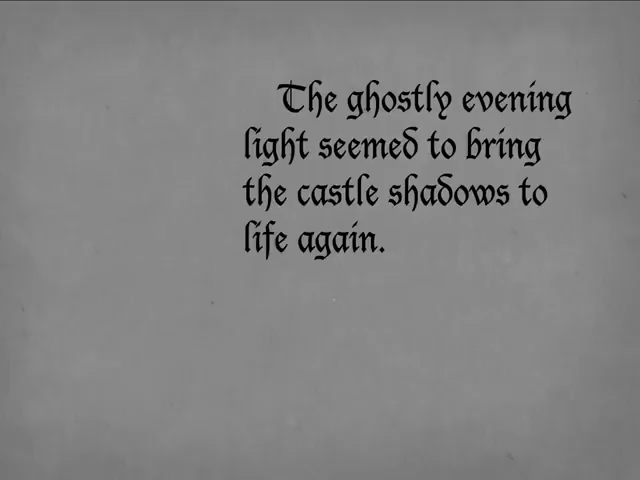 The ghostly evening
light seemed to bring
the castle shadows to
life again.